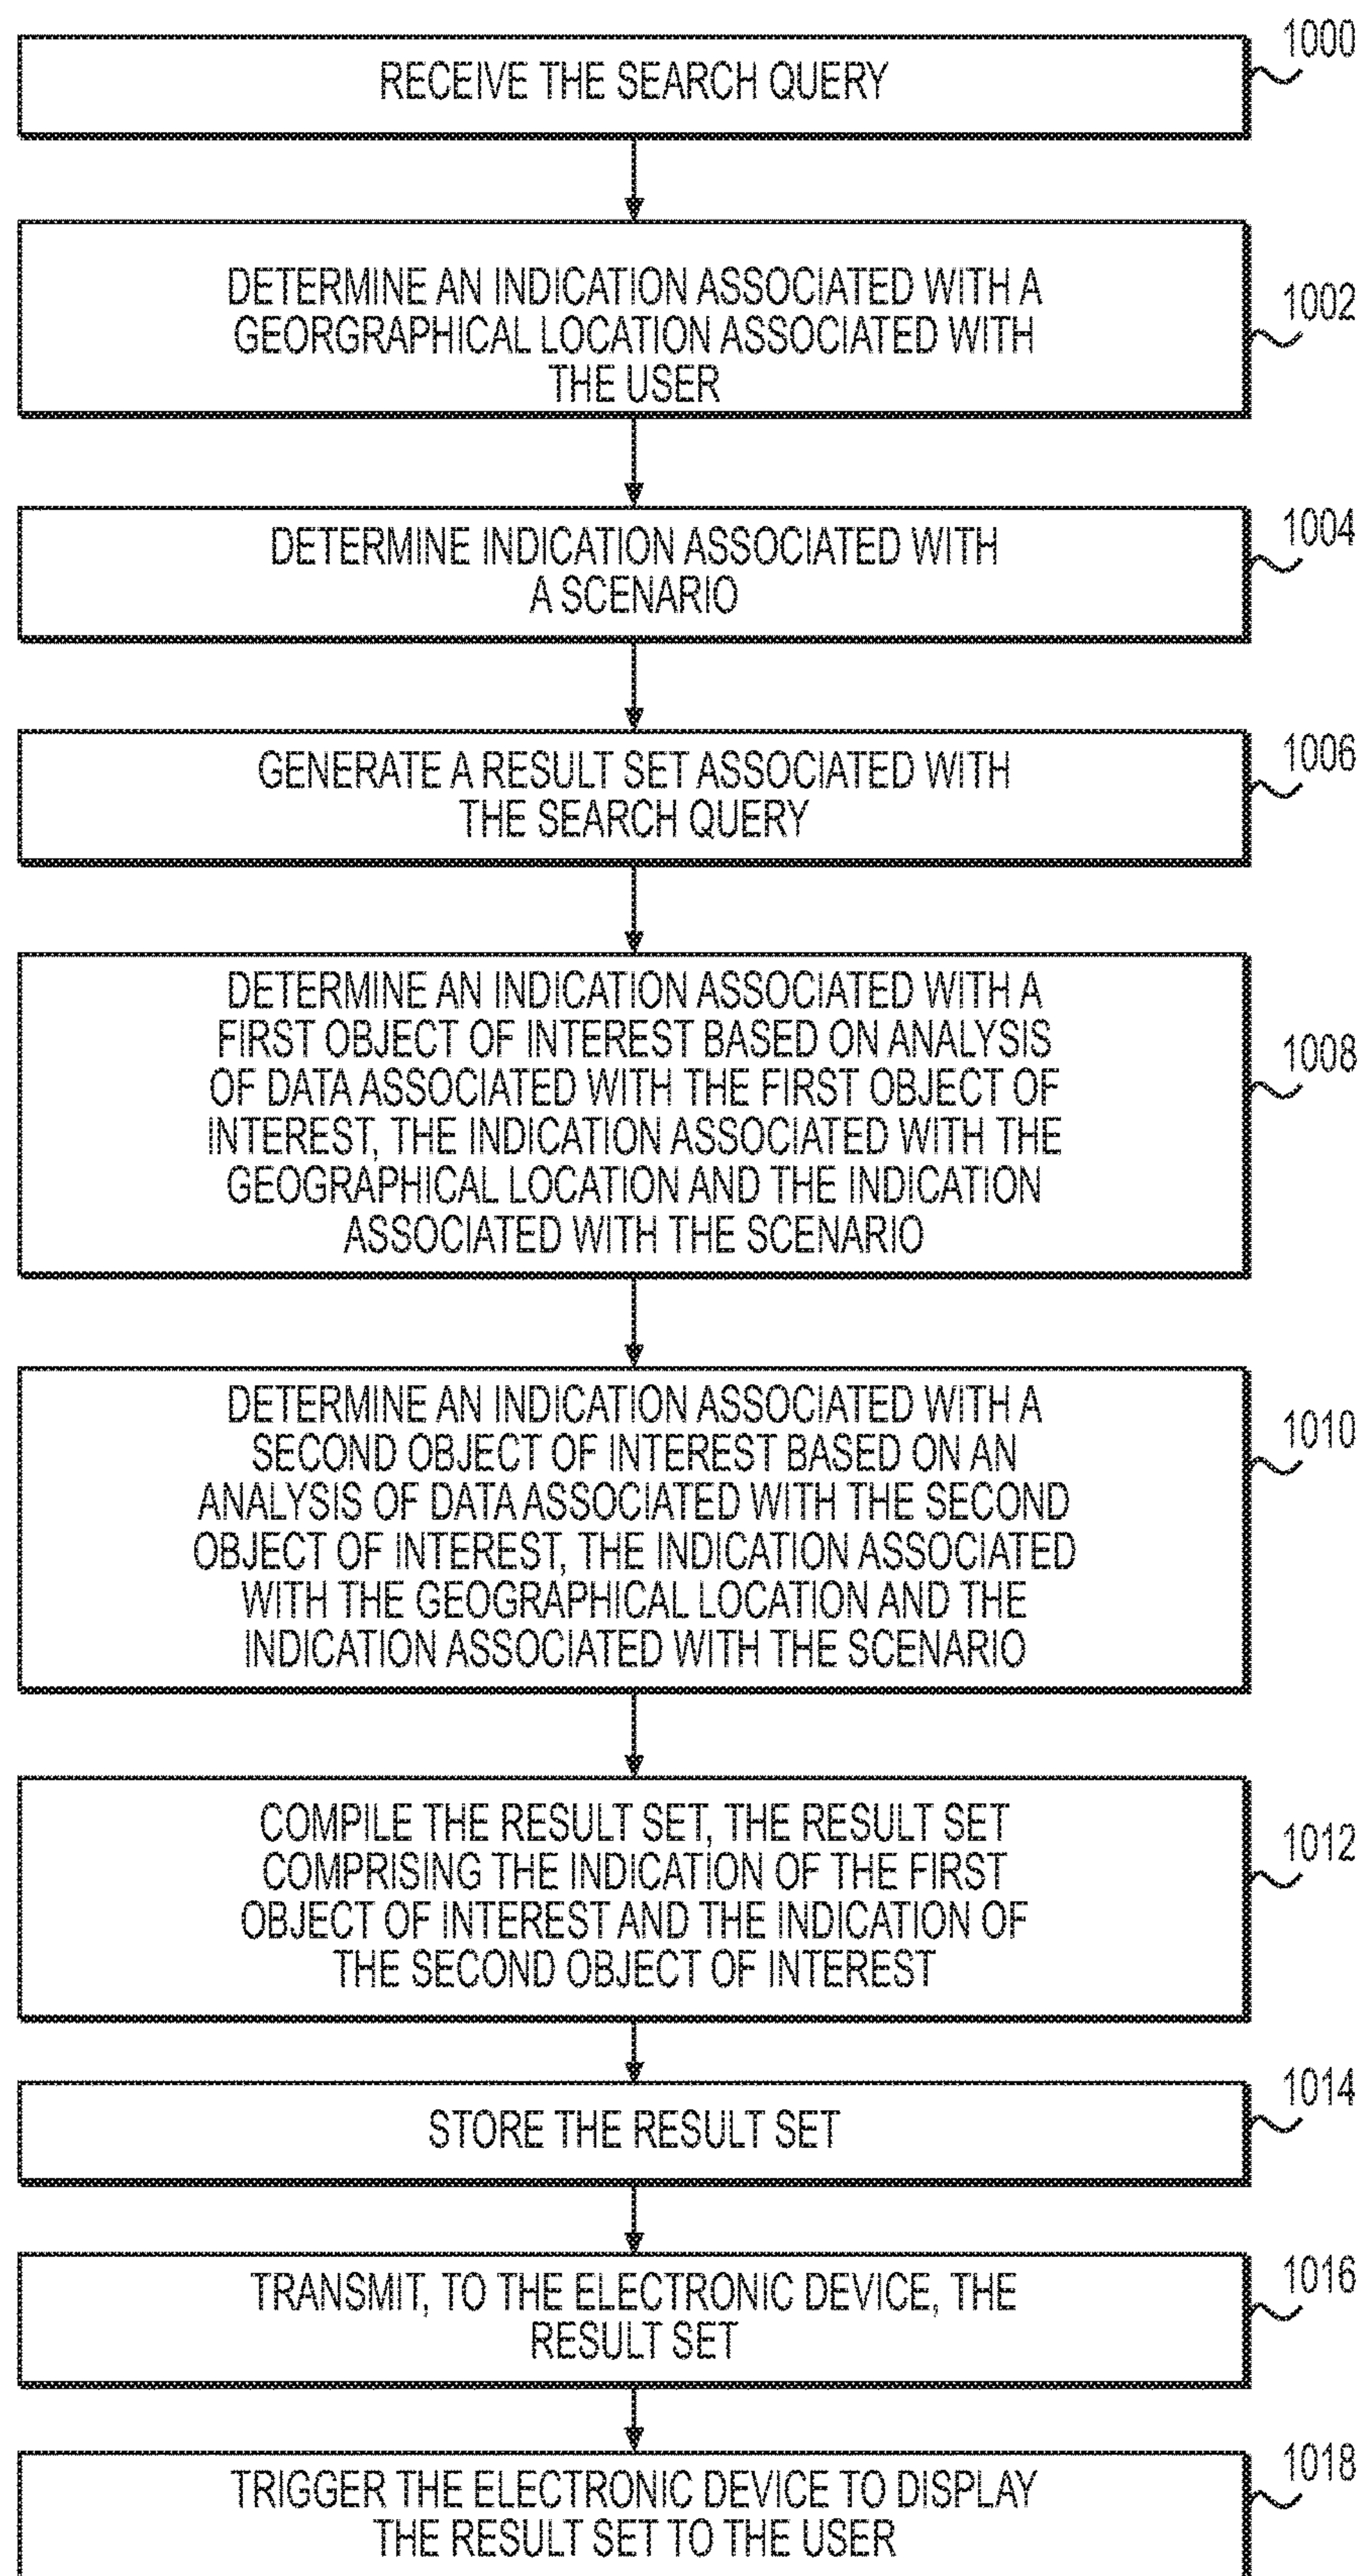 1000
RECEIVE THE SEARCH QUERY
DETERMINE AN INDICATION ASSOCIATED WITH A
GEORGRAPHICAL LOCATION ASSOCIATED WITH
THE USER
1002
DETERMINE INDICATION ASSOCIATED WITH
A SCENARIO
1004
GENERATE A RESULT SET ASSOCIATED WITH
THE SEARCH QUERY
1006
DETERMINE AN INDICATION ASSOCIATED WITH A
FIRST OBJECT OF INTEREST BASED ON ANALYSIS
OF DATA ASSOCIATED WITH THE FIRST OBJECT OF
INTEREST, THE INDICATION ASSOCIATED WITH THE
GEOGRAPHICAL LOCATION AND THE INDICATION
ASSOCIATED WITH THE SCENARIO
1008
DETERMINE AN INDICATION ASSOCIATED WITH A
SECOND OBJECT OF INTEREST BASED ON AN
ANALYSIS OF DATA ASSOCIATED WITH THE SECOND
OBJECT OF INTEREST, THE INDICATION ASSOCIATED
WITH THE GEOGRAPHICAL LOCATION AND THE
INDICATION ASSOCIATED WITH THE SCENARIO
1010
COMPILE THE RESULT SET, THE RESULT SET
COMPRISING THE INDICATION OF THE FIRST
OBJECT OF INTEREST AND THE INDICATION OF
THE SECOND OBJECT OF INTEREST
1012
STORE THE RESULT SET
1014
TRANSMIT, TO THE ELECTRONIC DEVICE, THE
RESULT SET
1016
TRIGGER THE ELECTRONIC DEVICE TO DISPLAY
THE RESULT SET TO THE USER
1018